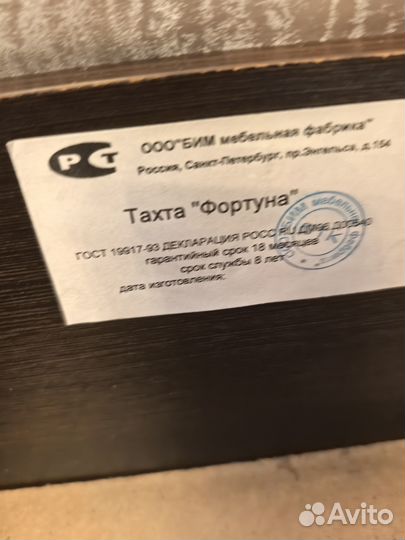 РСТ
ООО"БИМ мебельная фабрика"
Россия, Санкт-Петербург, пр.Энгельса, д.154
Тахта "Фортуна"
ГОСТ 19917-93 ДЕКЛАРАЦИЯ РОСС RU
гарантийный срок 18 месяцев
срок службы 8 лет
дата изготовления:
Avito